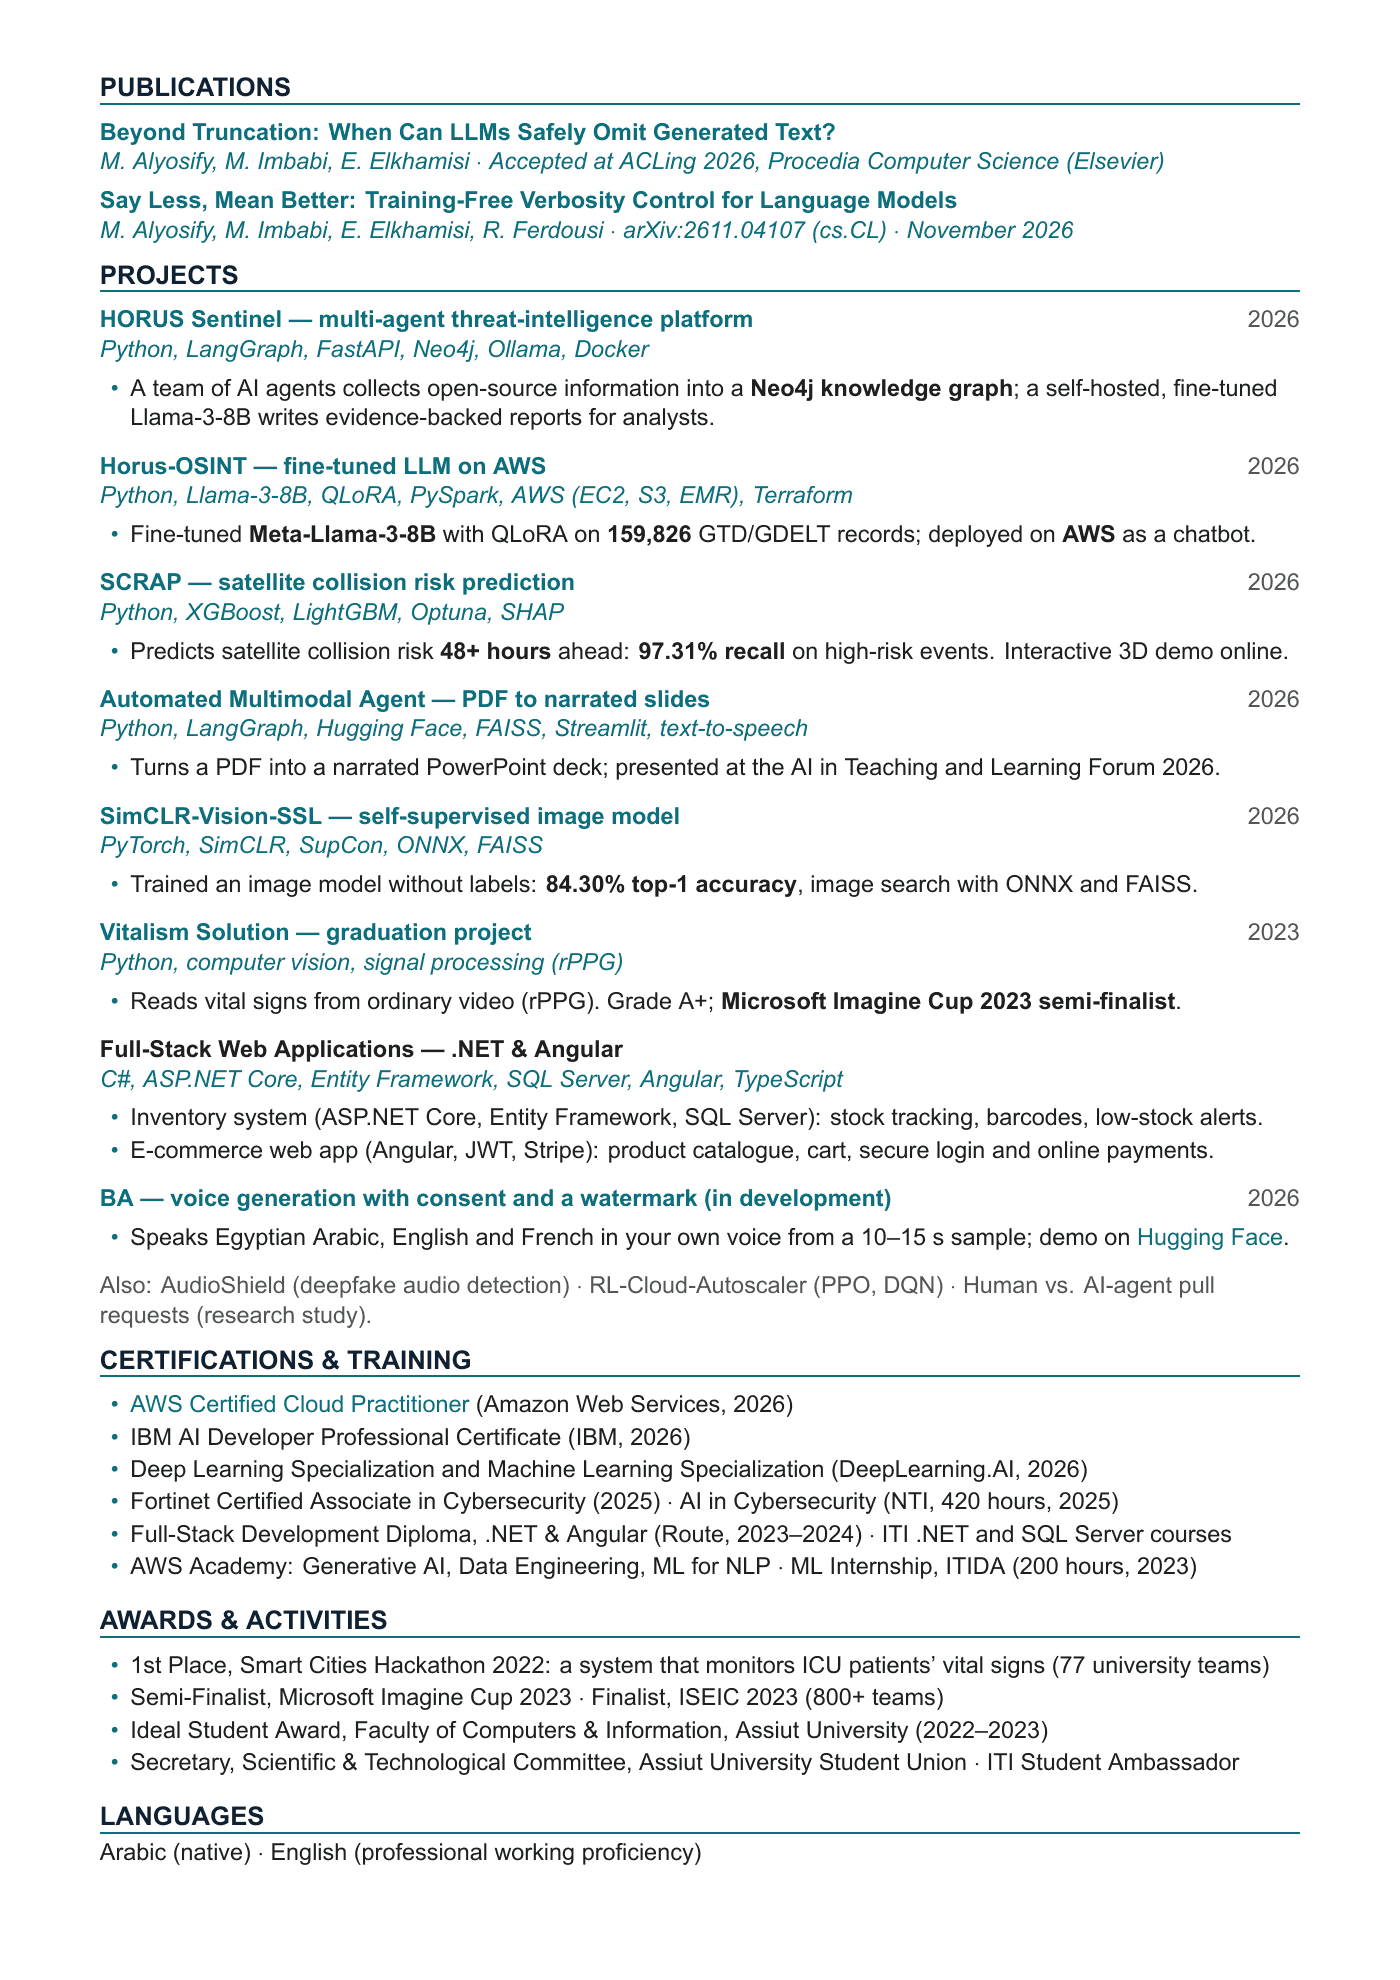 PUBLICATIONS
Beyond Truncation: When Can LLMs Safely Omit Generated Text?
M. Alyosify, M. Imbabi, E. Elkhamisi · Accepted at ACLing 2026, Procedia Computer Science (Elsevier)
Say Less, Mean Better: Training-Free Verbosity Control for Language Models
M. Alyosify, M. Imbabi, E. Elkhamisi, R. Ferdousi · arXiv:2611.04107 (cs.CL) · November 2026
PROJECTS
HORUS Sentinel — multi-agent threat-intelligence platform 2026
Python, LangGraph, FastAPI, Neo4j, Ollama, Docker
• A team of AI agents collects open-source information into a Neo4j knowledge graph; a self-hosted, fine-tuned
Llama-3-8B writes evidence-backed reports for analysts.
Horus-OSINT — fine-tuned LLM on AWS 2026
Python, Llama-3-8B, QLoRA, PySpark, AWS (EC2, S3, EMR), Terraform
• Fine-tuned Meta-Llama-3-8B with QLoRA on 159,826 GTD/GDELT records; deployed on AWS as a chatbot.
SCRAP — satellite collision risk prediction 2026
Python, XGBoost, LightGBM, Optuna, SHAP
• Predicts satellite collision risk 48+ hours ahead: 97.31% recall on high-risk events. Interactive 3D demo online.
Automated Multimodal Agent — PDF to narrated slides 2026
Python, LangGraph, Hugging Face, FAISS, Streamlit, text-to-speech
• Turns a PDF into a narrated PowerPoint deck; presented at the AI in Teaching and Learning Forum 2026.
SimCLR-Vision-SSL — self-supervised image model 2026
PyTorch, SimCLR, SupCon, ONNX, FAISS
• Trained an image model without labels: 84.30% top-1 accuracy, image search with ONNX and FAISS.
Vitalism Solution — graduation project 2023
Python, computer vision, signal processing (rPPG)
• Reads vital signs from ordinary video (rPPG). Grade A+; Microsoft Imagine Cup 2023 semi-finalist.
Full-Stack Web Applications — .NET & Angular
C#, ASP.NET Core, Entity Framework, SQL Server, Angular, TypeScript
• Inventory system (ASP.NET Core, Entity Framework, SQL Server): stock tracking, barcodes, low-stock alerts.
• E-commerce web app (Angular, JWT, Stripe): product catalogue, cart, secure login and online payments.
BA — voice generation with consent and a watermark (in development) 2026
• Speaks Egyptian Arabic, English and French in your own voice from a 10–15 s sample; demo on Hugging Face.
Also: AudioShield (deepfake audio detection) · RL-Cloud-Autoscaler (PPO, DQN) · Human vs. AI-agent pull
requests (research study).
CERTIFICATIONS & TRAINING
• AWS Certified Cloud Practitioner (Amazon Web Services, 2026)
• IBM AI Developer Professional Certificate (IBM, 2026)
• Deep Learning Specialization and Machine Learning Specialization (DeepLearning.AI, 2026)
• Fortinet Certified Associate in Cybersecurity (2025) · AI in Cybersecurity (NTI, 420 hours, 2025)
• Full-Stack Development Diploma, .NET & Angular (Route, 2023–2024) · ITI .NET and SQL Server courses
• AWS Academy: Generative AI, Data Engineering, ML for NLP · ML Internship, ITIDA (200 hours, 2023)
AWARDS & ACTIVITIES
• 1st Place, Smart Cities Hackathon 2022: a system that monitors ICU patients’ vital signs (77 university teams)
• Semi-Finalist, Microsoft Imagine Cup 2023 · Finalist, ISEIC 2023 (800+ teams)
• Ideal Student Award, Faculty of Computers & Information, Assiut University (2022–2023)
• Secretary, Scientific & Technological Committee, Assiut University Student Union · ITI Student Ambassador
LANGUAGES
Arabic (native) · English (professional working proficiency)